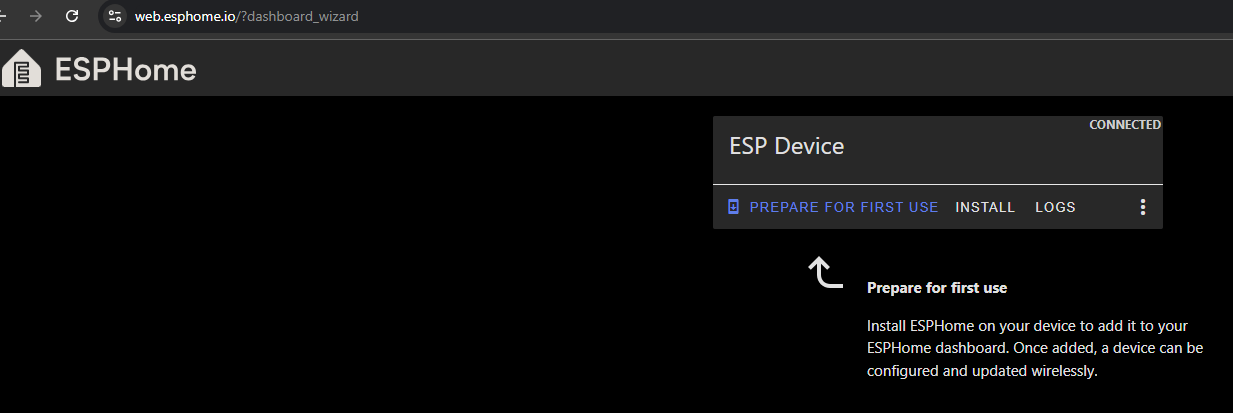 web.esphome.io/?dashboard_wizard
ESPHome
CONNECTED
ESP Device
PREPARE FOR FIRST USE INSTALL LOGS
Prepare for first use
Install ESPHome on your device to add it to your
ESPHome dashboard. Once added, a device can be
configured and updated wirelessly.